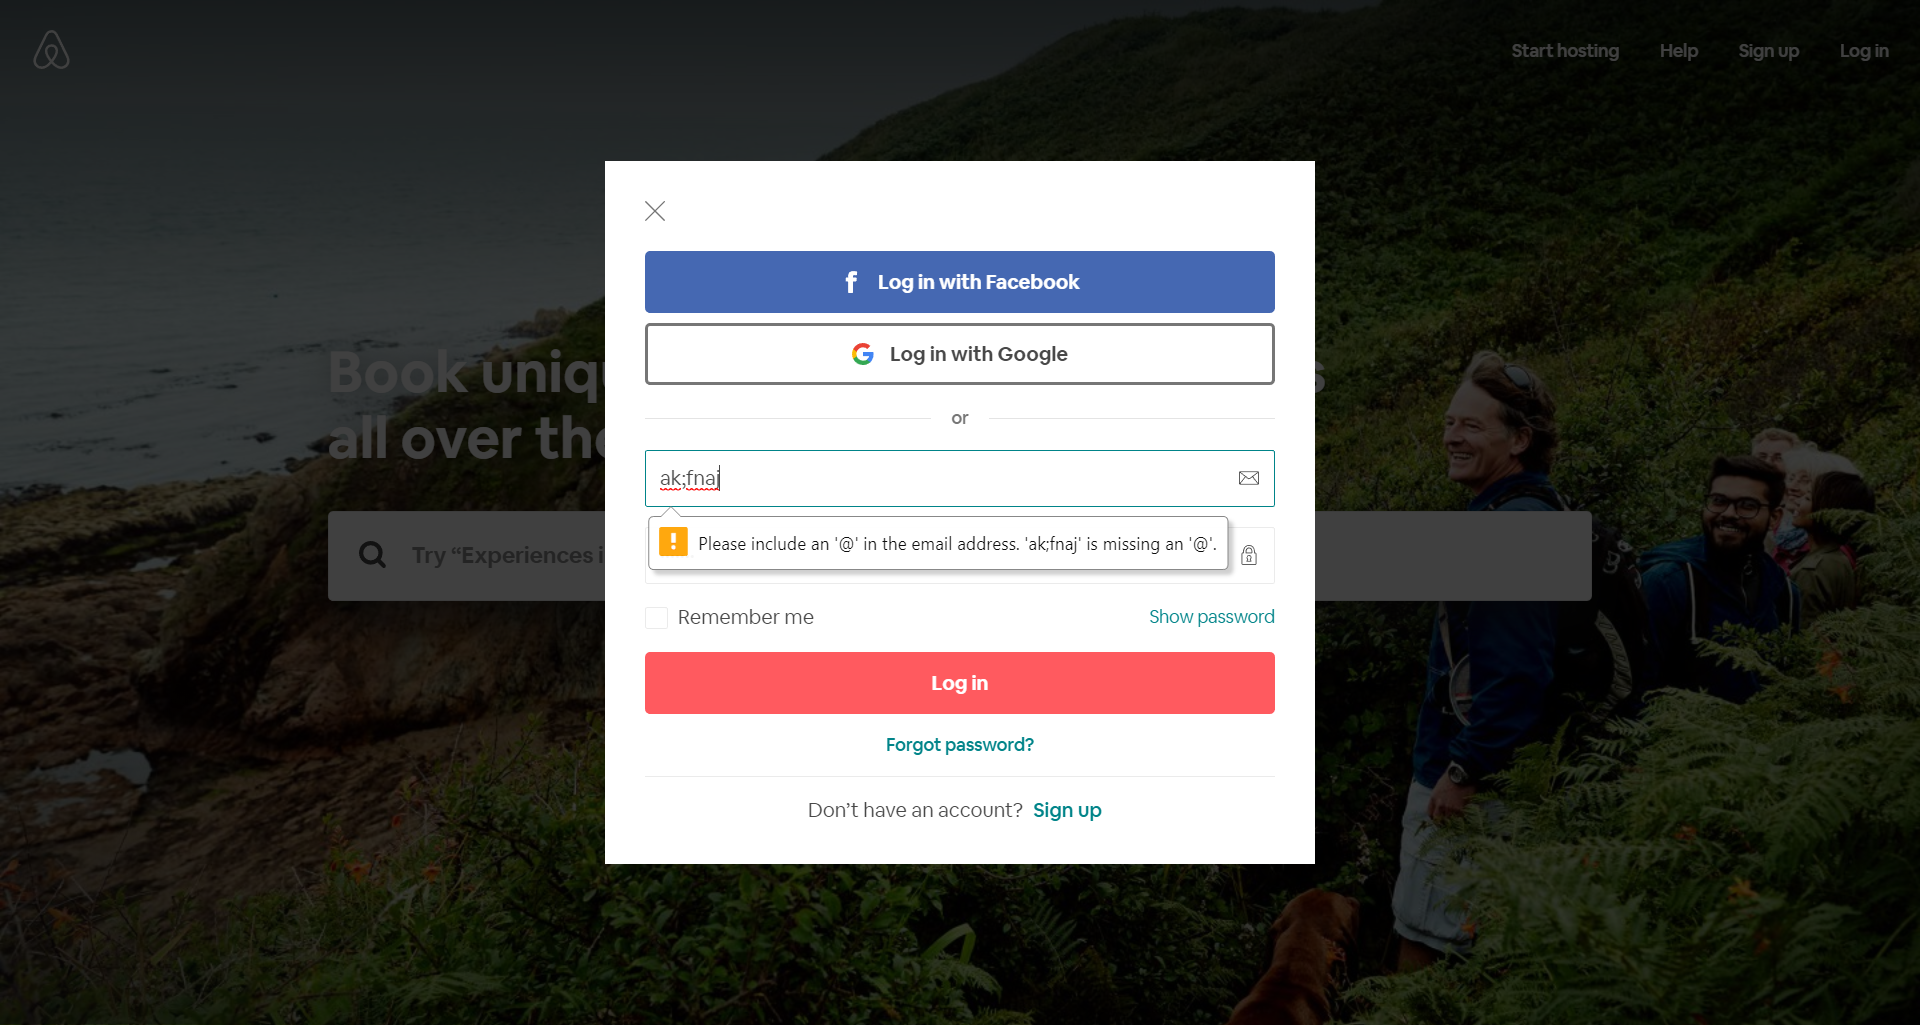 Start hosting
Help
Sign up
Log in
Log in with Facebook
Log in with Google
or
Book
all over
ak;fnaj
Please include an '@' in the email address. 'ak;fnaj' is missing an '@'.
Try “Experiences
Remember me
Show password
Log in
Forgot password?
Don’t have an account? Sign up